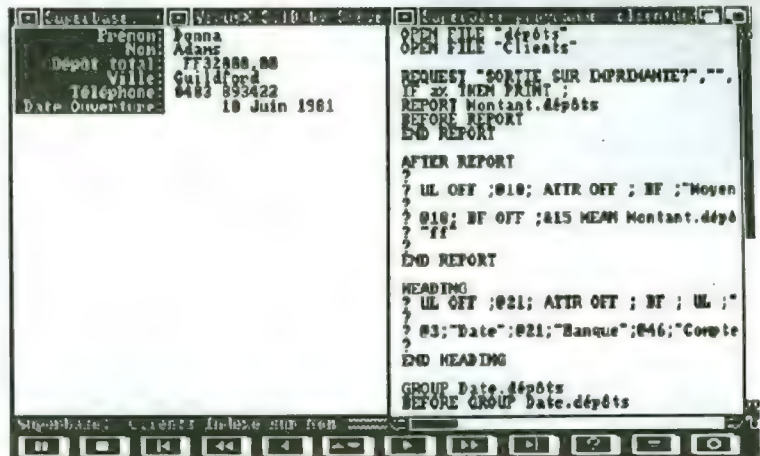 Superbase
Prénom Donna
Nom Adams
Dépôt total FF32000,00
Ville Guildford
Téléphone 0483 893422
Date Ouverture 10 Juin 1981
Superbase: Clients Indexé sur Nom
OPEN FILE "dépôts"
OPEN FILE "Clients"
REQUEST "SORTIE SUR IMPRIMANTE?","",
IF a% THEN PRINT ;
REPORT Montant.dépôts
BEFORE REPORT
END REPORT
AFTER REPORT
?
? UL OFF ;@10; ATTR OFF ; BF ;"Moyen
?
? @10; BF OFF ;&15 MEAN Montant.dépô
? "ff"
?
END REPORT
HEADING
? UL OFF ;@21; ATTR OFF ; BF ; UL ;"
?
? @3;"Date";@21;"Banque";@46;"Compte
?
END HEADING
GROUP Date.dépôts
BEFORE GROUP Date.dépôts